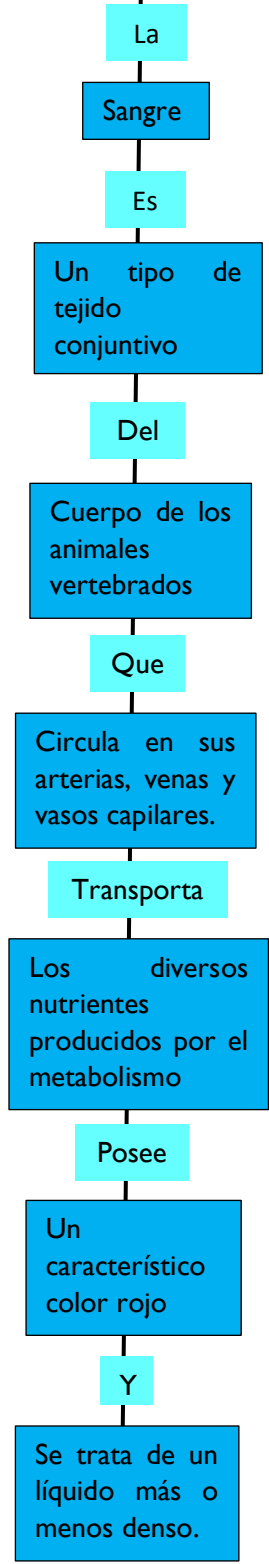 La
Sangre
Es
Un tipo de
tejido
conjuntivo
Del
Cuerpo de los
animales
vertebrados
Que
Circula en sus
arterias, venas y
vasos capilares.
Transporta
Los diversos
nutrientes
producidos por el
metabolismo
Posee
Un
característico
color rojo
Y
Se trata de un
líquido más o
menos denso.